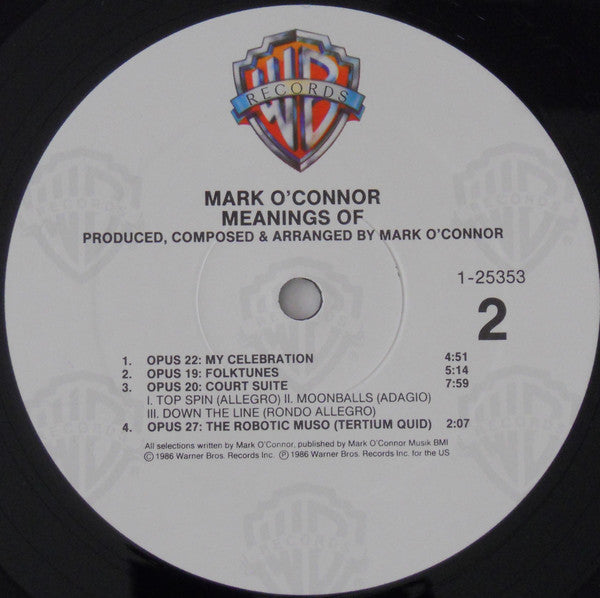 RECORDS
MARK O'CONNOR
MEANINGS OF
PRODUCED, COMPOSED & ARRANGED BY MARK O'CONNOR
1-25353
2
1. OPUS 22: MY CELEBRATION 4:51
2. OPUS 19: FOLKTUNES 5:14
3. OPUS 20: COURT SUITE 7:59
I. TOP SPIN (ALLEGRO) II. MOONBALLS (ADAGIO)
III. DOWN THE LINE (RONDO ALLEGRO)
4. OPUS 27: THE ROBOTIC MUSO (TERTIUM QUID) 2:07
All selections written by Mark O'Connor, published by Mark O'Connor Musik BMI
© 1986 Warner Bros. Records Inc. ℗ 1986 Warner Bros. Records Inc. for the US